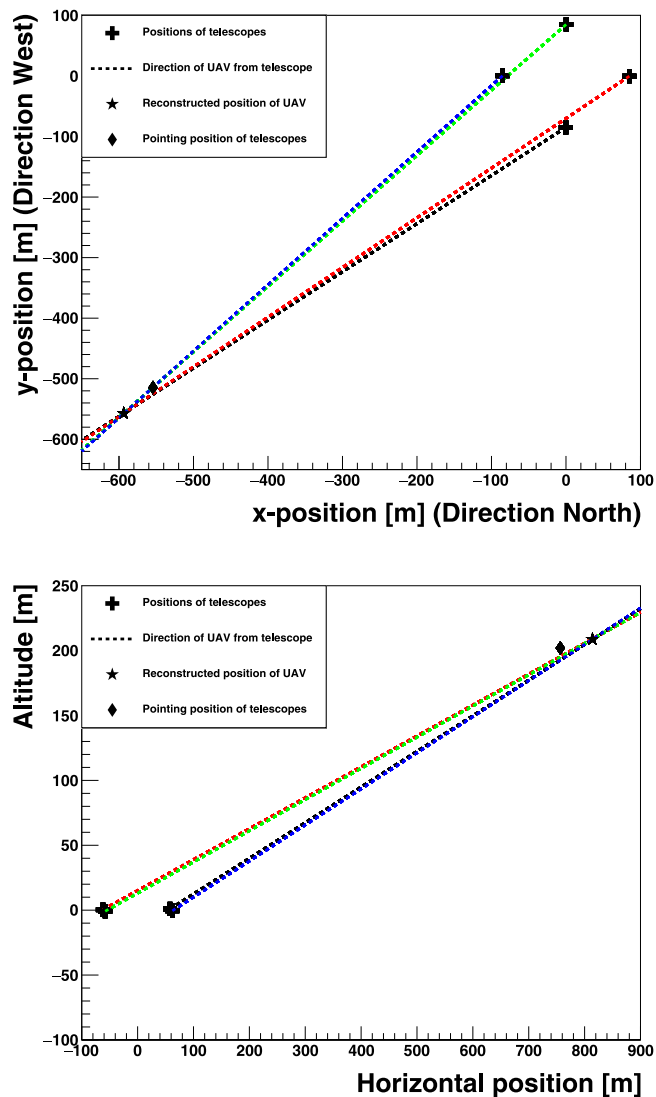 y-position [m] (Direction West)
100
0
−100
−200
−300
−400
−500
−600
Positions of telescopes
Direction of UAV from telescope
Reconstructed position of UAV
Pointing position of telescopes
−600 −500 −400 −300 −200 −100 0 100
x-position [m] (Direction North)
Altitude [m]
250
200
150
100
50
0
−50
−100
Positions of telescopes
Direction of UAV from telescope
Reconstructed position of UAV
Pointing position of telescopes
−100 0 100 200 300 400 500 600 700 800 900
Horizontal position [m]